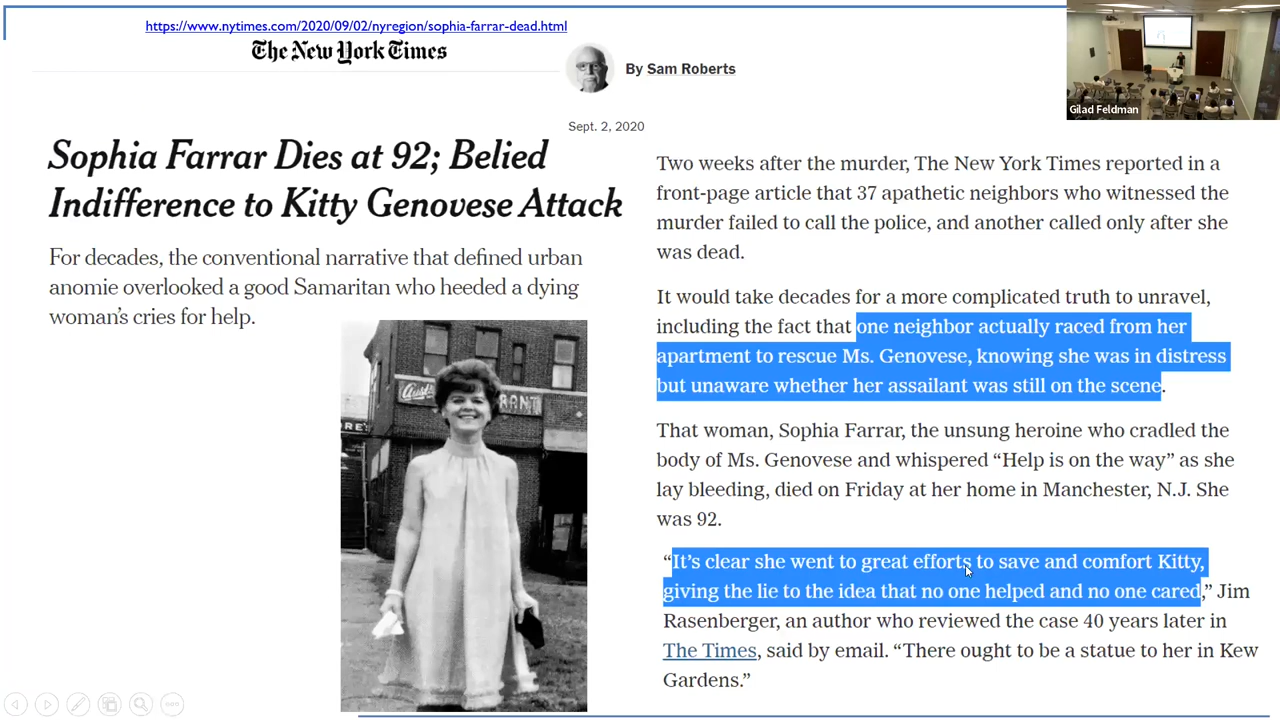 https://www.nytimes.com/2020/09/02/nyregion/sophia-farrar-dead.html
The New York Times
By Sam Roberts
Gilad Feldman
Sept. 2, 2020
Sophia Farrar Dies at 92; Belied
Indifference to Kitty Genovese Attack
For decades, the conventional narrative that defined urban
anomie overlooked a good Samaritan who heeded a dying
woman’s cries for help.
Two weeks after the murder, The New York Times reported in a
front-page article that 37 apathetic neighbors who witnessed the
murder failed to call the police, and another called only after she
was dead.
It would take decades for a more complicated truth to unravel,
including the fact that one neighbor actually raced from her
apartment to rescue Ms. Genovese, knowing she was in distress
but unaware whether her assailant was still on the scene.
That woman, Sophia Farrar, the unsung heroine who cradled the
body of Ms. Genovese and whispered “Help is on the way” as she
lay bleeding, died on Friday at her home in Manchester, N.J. She
was 92.
“It’s clear she went to great efforts to save and comfort Kitty,
giving the lie to the idea that no one helped and no one cared,” Jim
Rasenberger, an author who reviewed the case 40 years later in
The Times, said by email. “There ought to be a statue to her in Kew
Gardens.”